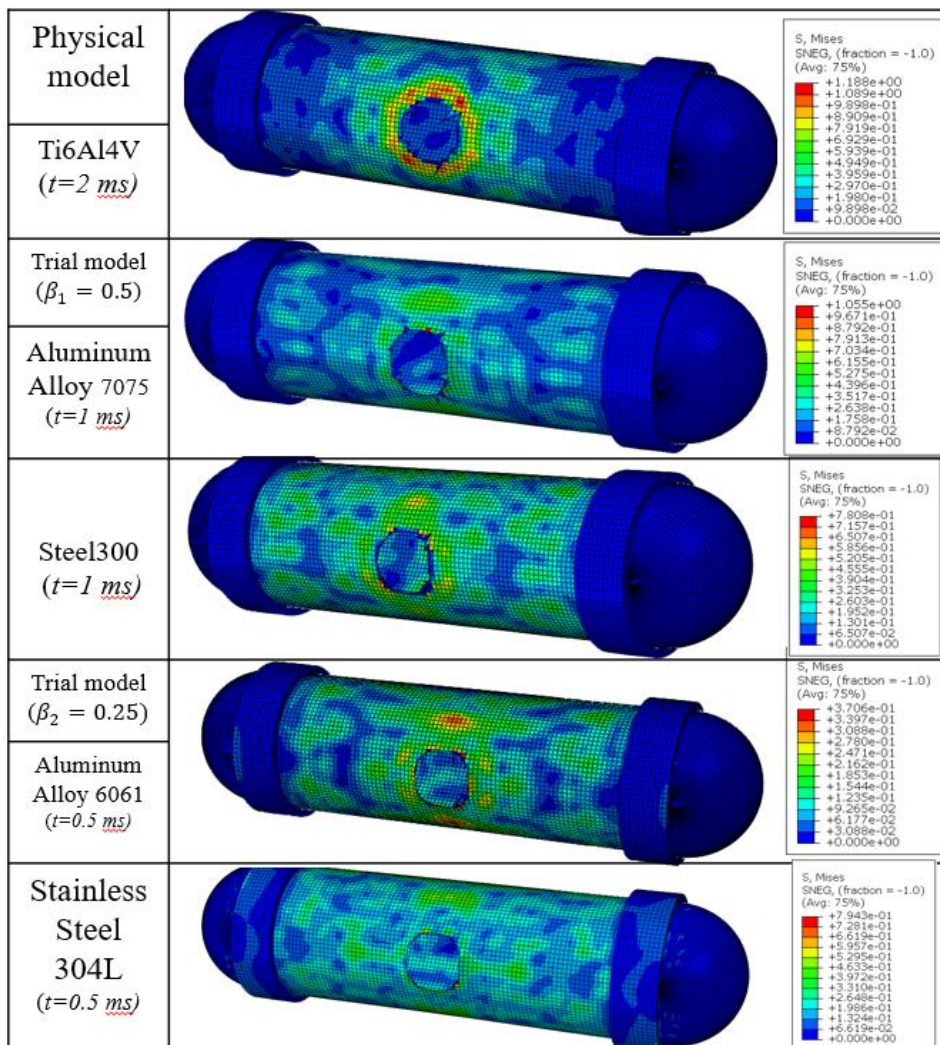 Physical
model
Ti6Al4V
(t=2 ms)
S, Mises
SNEG, (fraction = -1.0)
(Avg: 75%)
+1.188e+00
+1.089e+00
+9.898e-01
+8.909e-01
+7.919e-01
+6.929e-01
+5.939e-01
+4.949e-01
+3.959e-01
+2.970e-01
+1.980e-01
+9.898e-02
+0.000e+00
Trial model
(β₁ = 0.5)
Aluminum
Alloy 7075
(t=1 ms)
S, Mises
SNEG, (fraction = -1.0)
(Avg: 75%)
+1.055e+00
+9.671e-01
+8.792e-01
+7.913e-01
+7.034e-01
+6.155e-01
+5.275e-01
+4.396e-01
+3.517e-01
+2.638e-01
+1.758e-01
+8.792e-02
+0.000e+00
Steel300
(t=1 ms)
S, Mises
SNEG, (fraction = -1.0)
(Avg: 75%)
+7.808e-01
+7.157e-01
+6.507e-01
+5.856e-01
+5.205e-01
+4.555e-01
+3.904e-01
+3.253e-01
+2.603e-01
+1.952e-01
+1.301e-01
+6.507e-02
+0.000e+00
Trial model
(β₂ = 0.25)
Aluminum
Alloy 6061
(t=0.5 ms)
S, Mises
SNEG, (fraction = -1.0)
(Avg: 75%)
+3.706e-01
+3.397e-01
+3.088e-01
+2.780e-01
+2.471e-01
+2.162e-01
+1.853e-01
+1.544e-01
+1.235e-01
+9.265e-02
+6.177e-02
+3.088e-02
+0.000e+00
Stainless
Steel
304L
(t=0.5 ms)
S, Mises
SNEG, (fraction = -1.0)
(Avg: 75%)
+7.943e-01
+7.281e-01
+6.619e-01
+5.957e-01
+5.295e-01
+4.633e-01
+3.972e-01
+3.310e-01
+2.648e-01
+1.986e-01
+1.324e-01
+6.619e-02
+0.000e+00